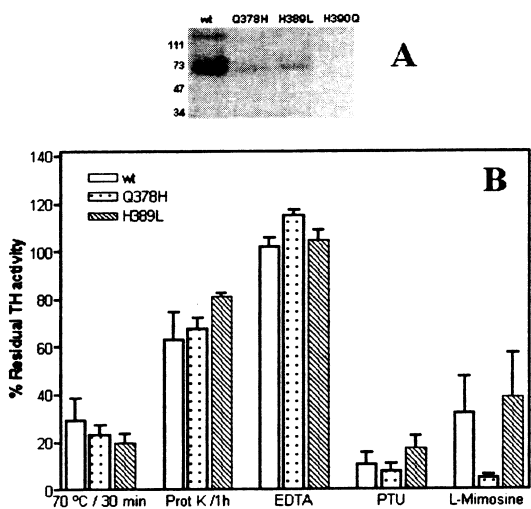 wt Q378H H389L H390Q
111
73
47
34
A
B
% Residual TH activity
140
120
100
80
60
40
20
0
wt
Q378H
H389L
70 ºC / 30 min Prot K /1h EDTA PTU L-Mimosine